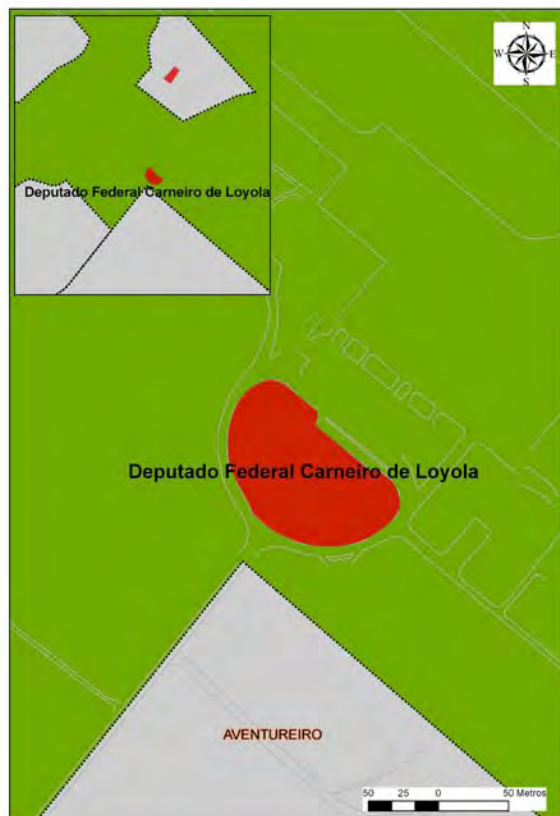 N
W E
S
Deputado Federal Carneiro de Loyola
Deputado Federal Carneiro de Loyola
AVENTUREIRO
50 25 0 50 Metros